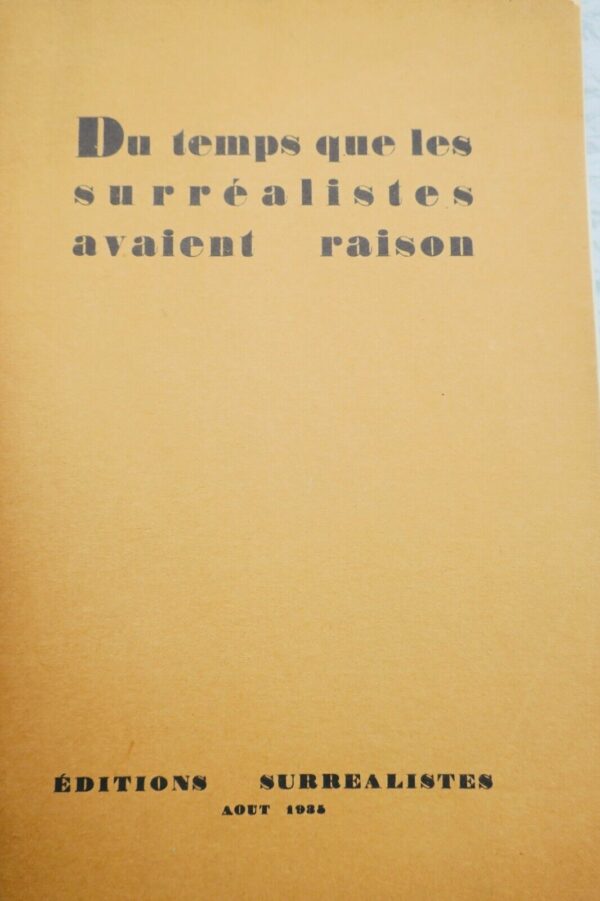 Du temps que les
surréalistes
avaient raison
ÉDITIONS SURREALISTES
AOUT 1935